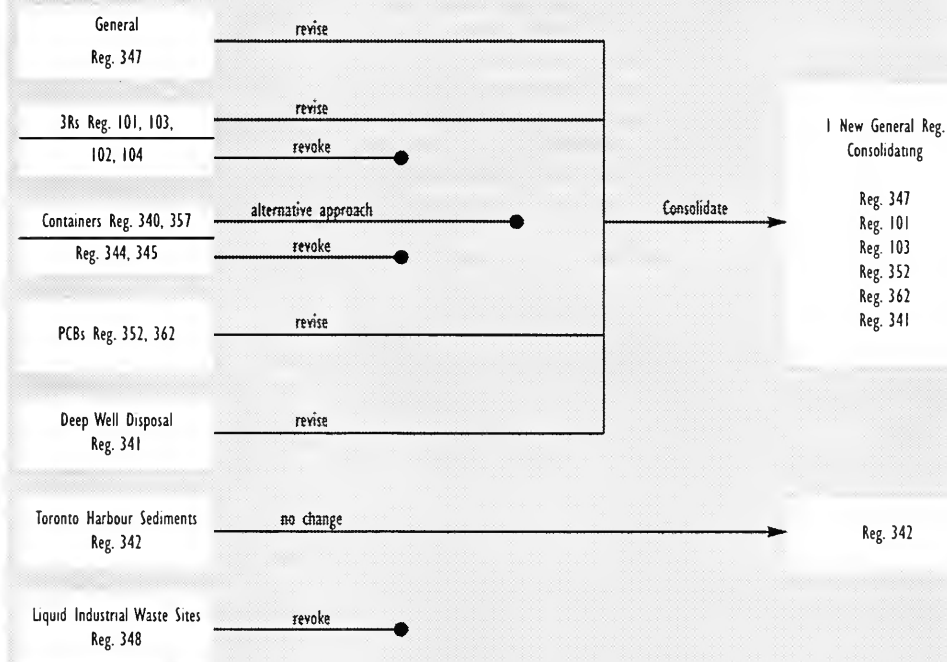 General
Reg. 347
revise
3Rs Reg. 101, 103,
revise
102, 104
revoke
Containers Reg. 340, 357
alternative approach
Reg. 344, 345
revoke
PCBs Reg. 352, 362
revise
Deep Well Disposal
Reg. 341
revise
Consolidate
1 New General Reg.
Consolidating
Reg. 347
Reg. 101
Reg. 103
Reg. 352
Reg. 362
Reg. 341
Toronto Harbour Sediments
Reg. 342
no change
Reg. 342
Liquid Industrial Waste Sites
Reg. 348
revoke